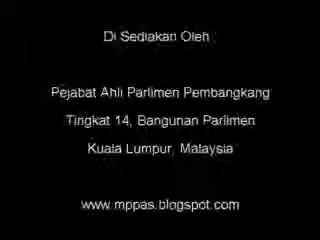 Di Sediakan Oleh :
Pejabat Ahli Parlimen Pembangkang
Tingkat 14, Bangunan Parlimen
Kuala Lumpur, Malaysia
www.mppas.blogspot.com